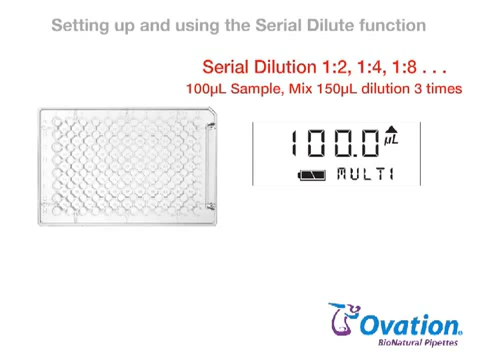 Setting up and using the Serial Dilute function
Serial Dilution 1:2, 1:4, 1:8 . . .
100µL Sample, Mix 150µL dilution 3 times
100.0 µL
MULTI
Ovation®
BioNatural Pipettes